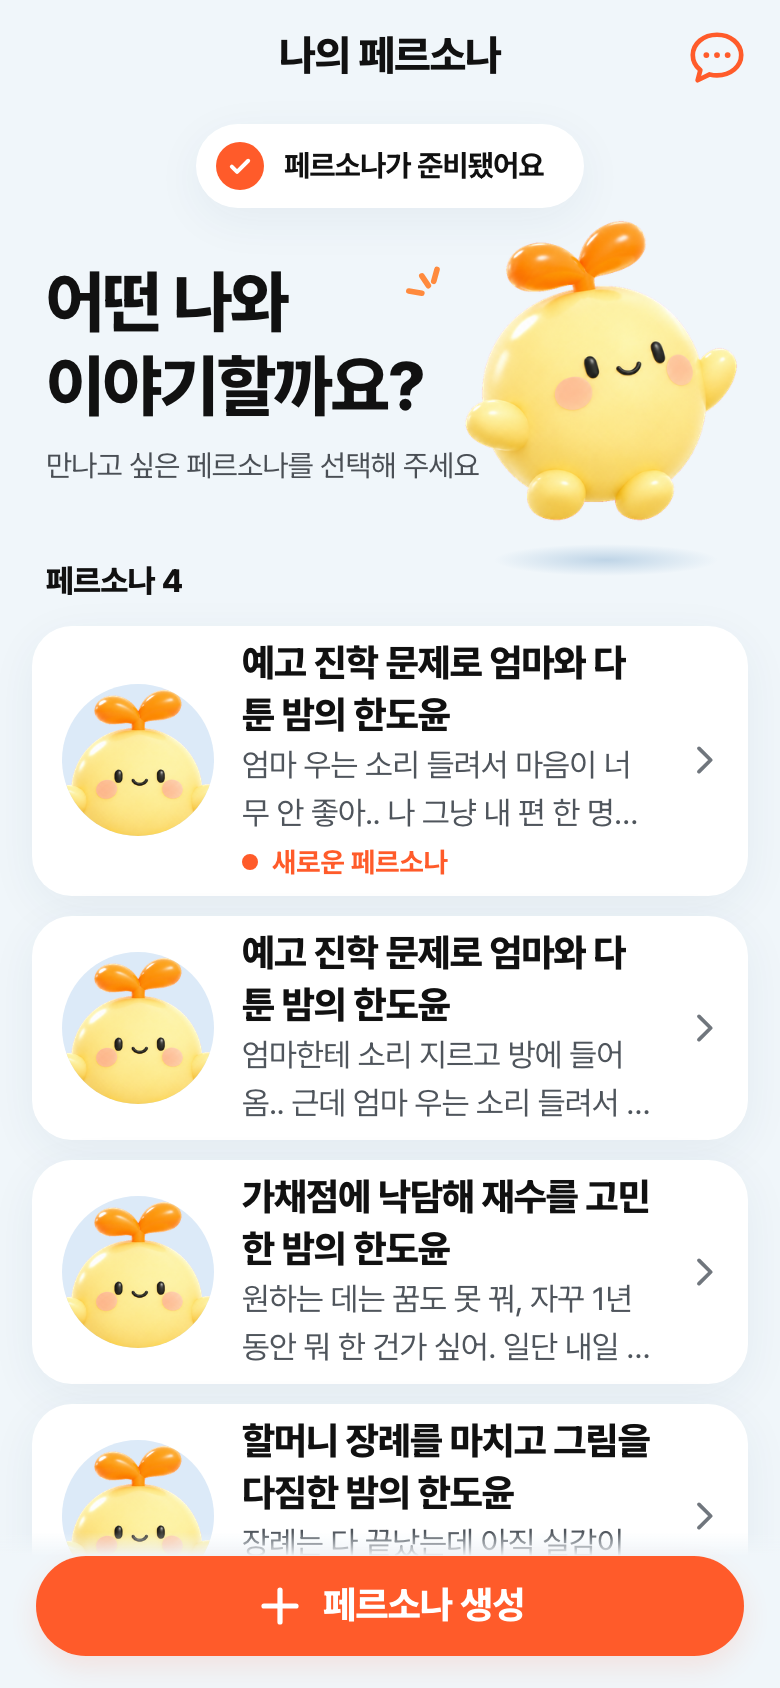 나의 페르소나
페르소나가 준비됐어요
어떤 나와
이야기할까요?
만나고 싶은 페르소나를 선택해 주세요
페르소나 4
예고 진학 문제로 엄마와 다
툰 밤의 한도윤
엄마 우는 소리 들려서 마음이 너
무 안 좋아.. 나 그냥 내 편 한 명...
새로운 페르소나
예고 진학 문제로 엄마와 다
툰 밤의 한도윤
엄마한테 소리 지르고 방에 들어
옴.. 근데 엄마 우는 소리 들려서 ...
가채점에 낙담해 재수를 고민
한 밤의 한도윤
원하는 데는 꿈도 못 꿔, 자꾸 1년
동안 뭐 한 건가 싶어. 일단 내일 ...
할머니 장례를 마치고 그림을
다짐한 밤의 한도윤
장례는 다 끝났는데 아직 실감이
페르소나 생성